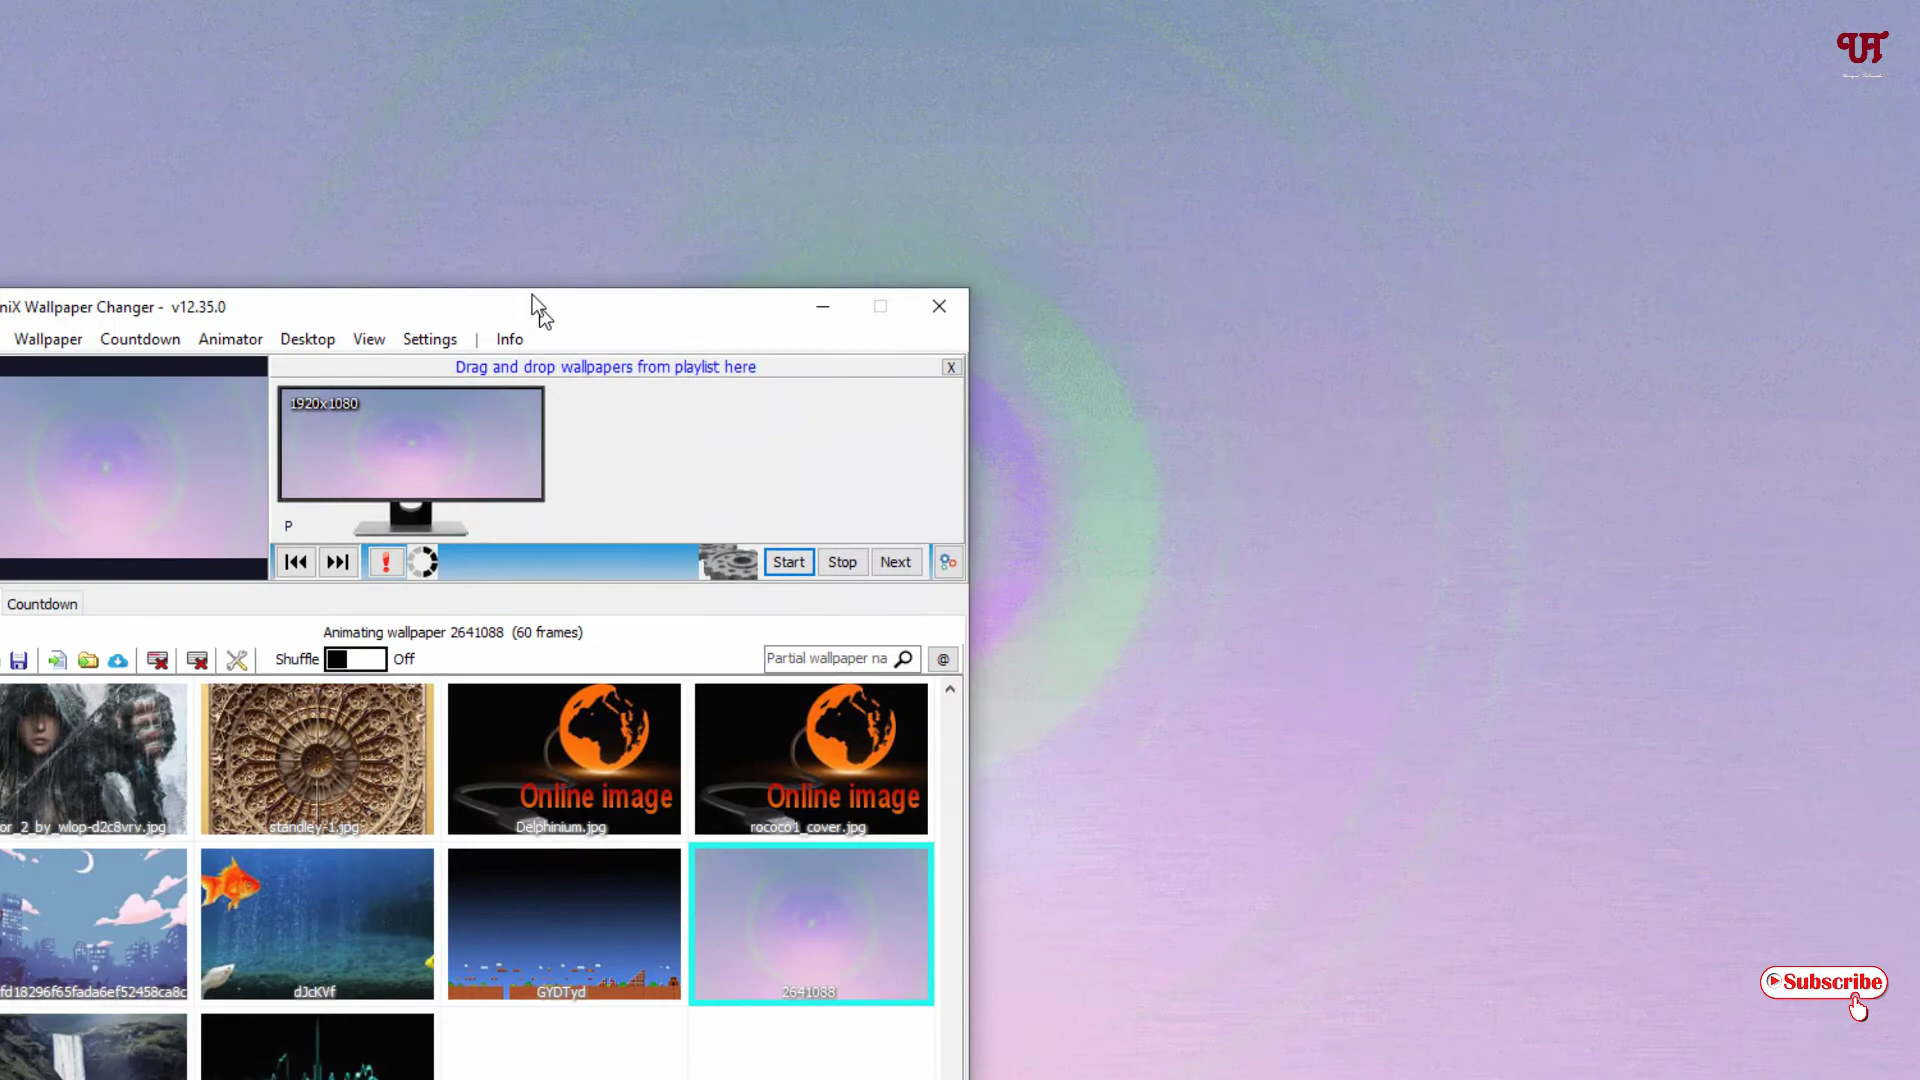 UT
niX Wallpaper Changer - v12.35.0
Wallpaper Countdown Animator Desktop View Settings | Info
Drag and drop wallpapers from playlist here
X
1920x1080
P
Start Stop Next
Countdown
Animating wallpaper 2641088 (60 frames)
Shuffle Off
Partial wallpaper na
@
Online image
Online image
or_2_by_wlop-d2c8vrv.jpg
standley-1.jpg
Delphinium.jpg
rococo1_cover.jpg
fd18296f65fada6ef52458ca8c
dJcKVf
GYDTyd
2641088
Subscribe